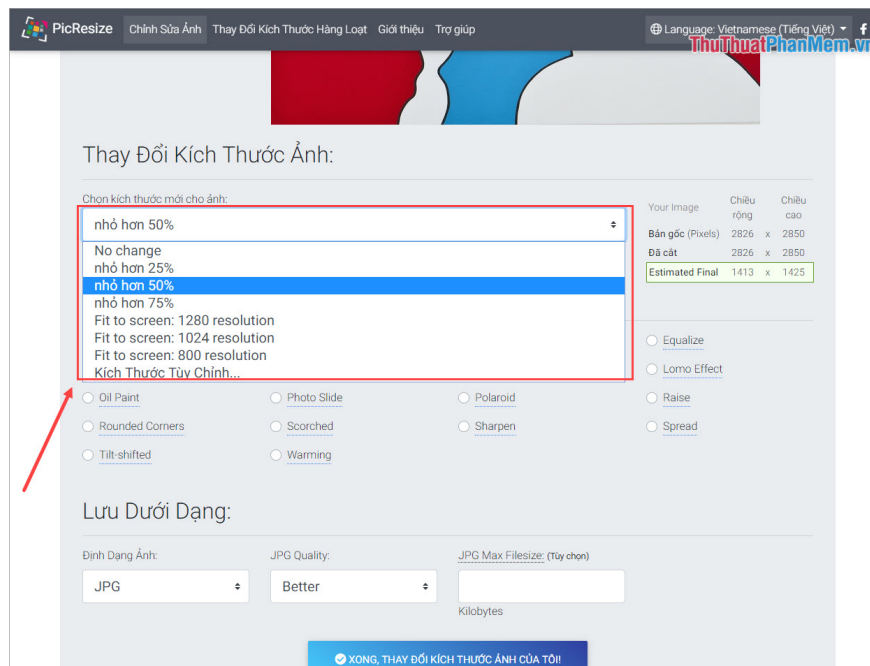 PicResize Chỉnh Sửa Ảnh Thay Đổi Kích Thước Hàng Loạt Giới thiệu Trợ giúp Language: Vietnamese (Tiếng Việt)
ThuThuatPhanMem.vn
Thay Đổi Kích Thước Ảnh:
Chọn kích thước mới cho ảnh:
nhỏ hơn 50%
No change
nhỏ hơn 25%
nhỏ hơn 50%
nhỏ hơn 75%
Fit to screen: 1280 resolution
Fit to screen: 1024 resolution
Fit to screen: 800 resolution
Kích Thước Tùy Chỉnh...
Your Image Chiều rộng Chiều cao
Bản gốc (Pixels) 2826 x 2850
Đã cắt 2826 x 2850
Estimated Final 1413 x 1425
Equalize
Lomo Effect
Oil Paint Photo Slide Polaroid Raise
Rounded Corners Scorched Sharpen Spread
Tilt-shifted Warming
Lưu Dưới Dạng:
Định Dạng Ảnh: JPG Quality: JPG Max Filesize: (Tùy chọn)
JPG Better
Kilobytes
XONG, THAY ĐỔI KÍCH THƯỚC ẢNH CỦA TÔI!